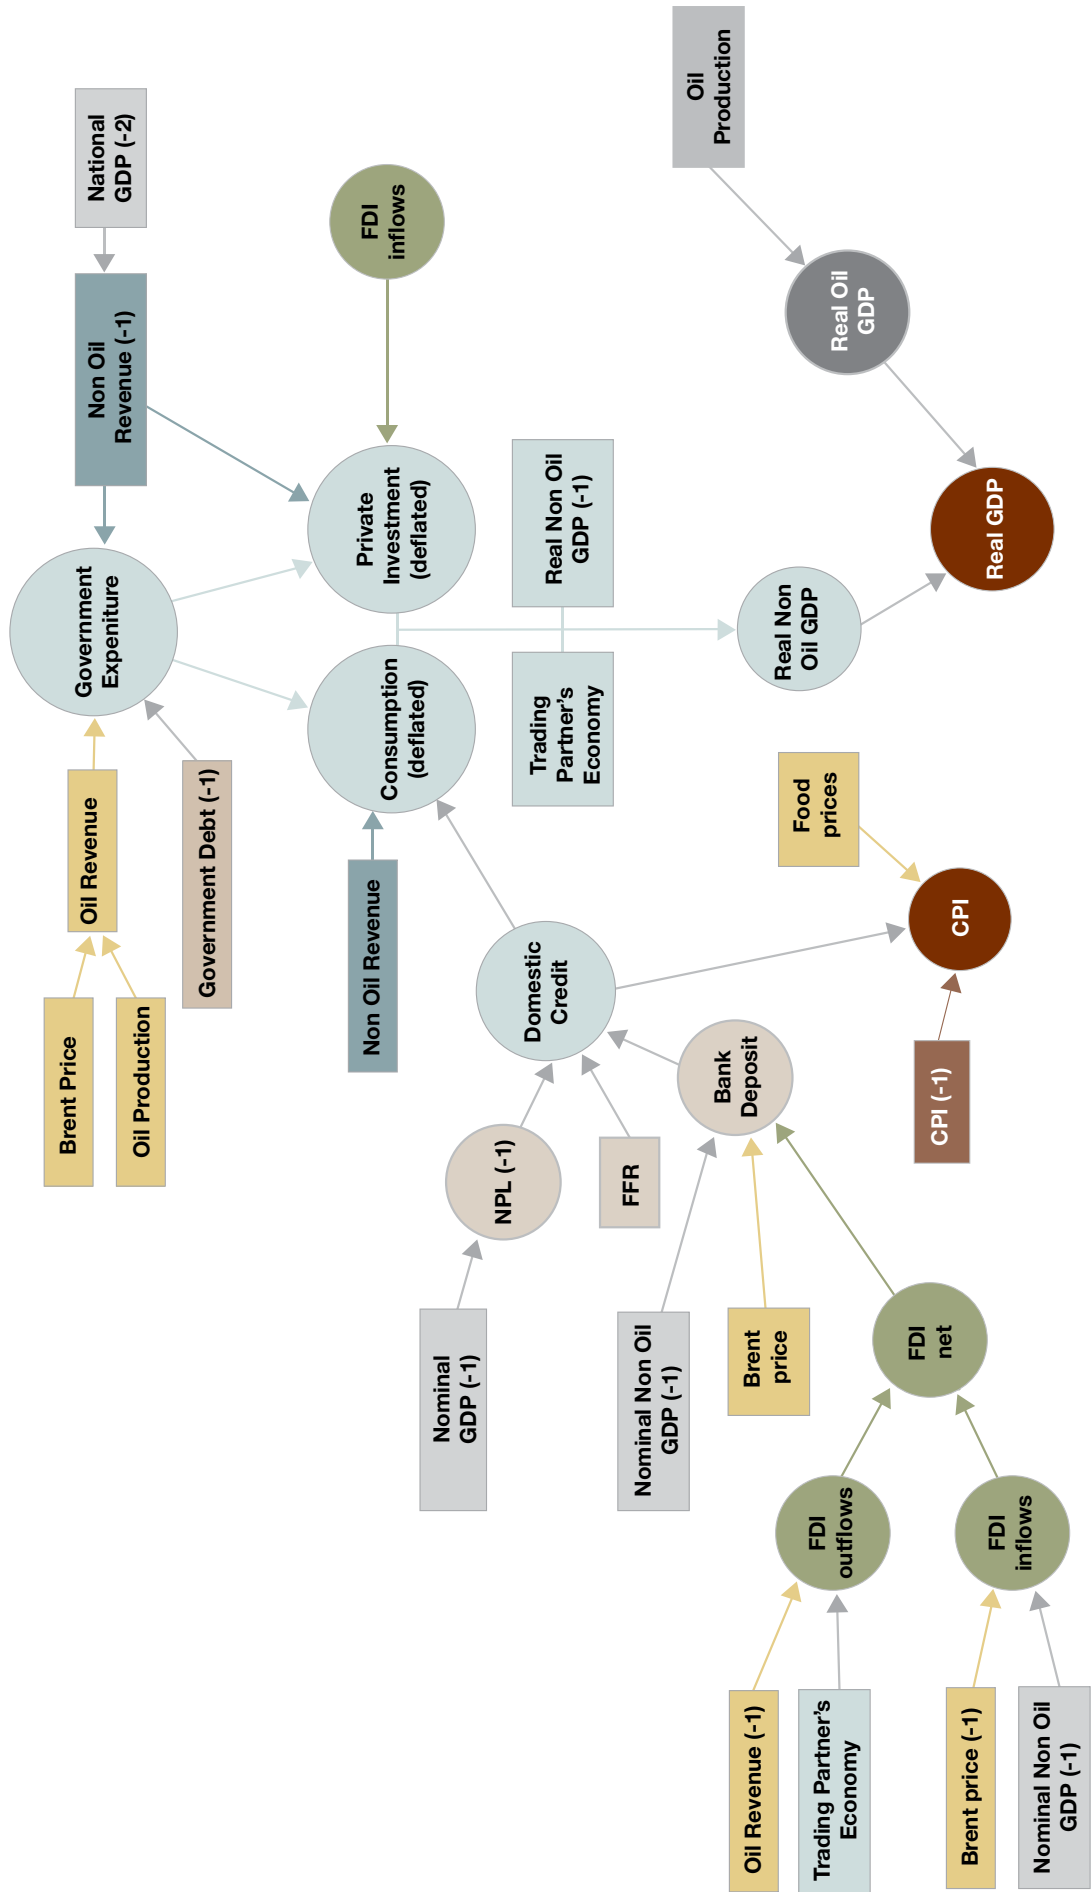 Brent Price
Oil Production
Oil Revenue
Government Debt (-1)
Government
Expeniture
Non Oil
Revenue (-1)
National
GDP (-2)
Non Oil Revenue
Consumption
(deflated)
Private
Investment
(deflated)
FDI
inflows
Nominal
GDP (-1)
NPL (-1)
Domestic
Credit
Trading
Partner's
Economy
Real Non Oil
GDP (-1)
FFR
Nominal Non Oil
GDP (-1)
Bank
Deposit
Oil
Production
Brent
price
Oil Revenue (-1)
Trading Partner's
Economy
FDI
outflows
Food
prices
Real Non
Oil GDP
Real Oil
GDP
FDI
net
CPI (-1)
CPI
Real GDP
Brent price (-1)
Nominal Non Oil
GDP (-1)
FDI
inflows